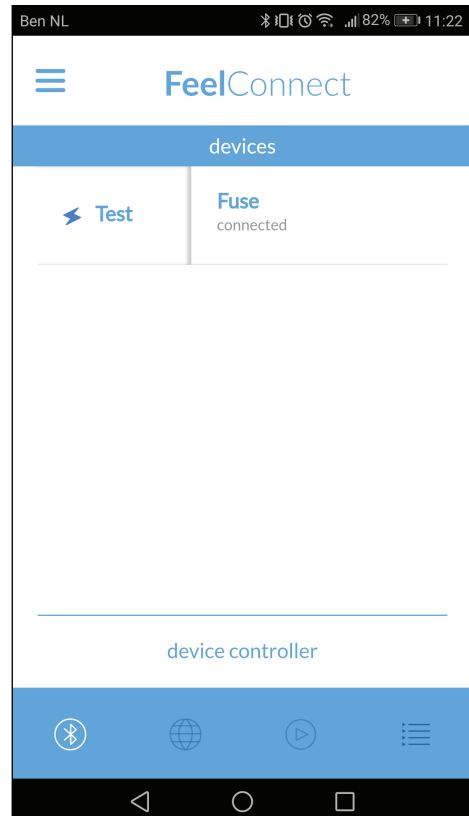 Ben NL 82% 11:22
FeelConnect
devices
Test
Fuse
connected
device controller